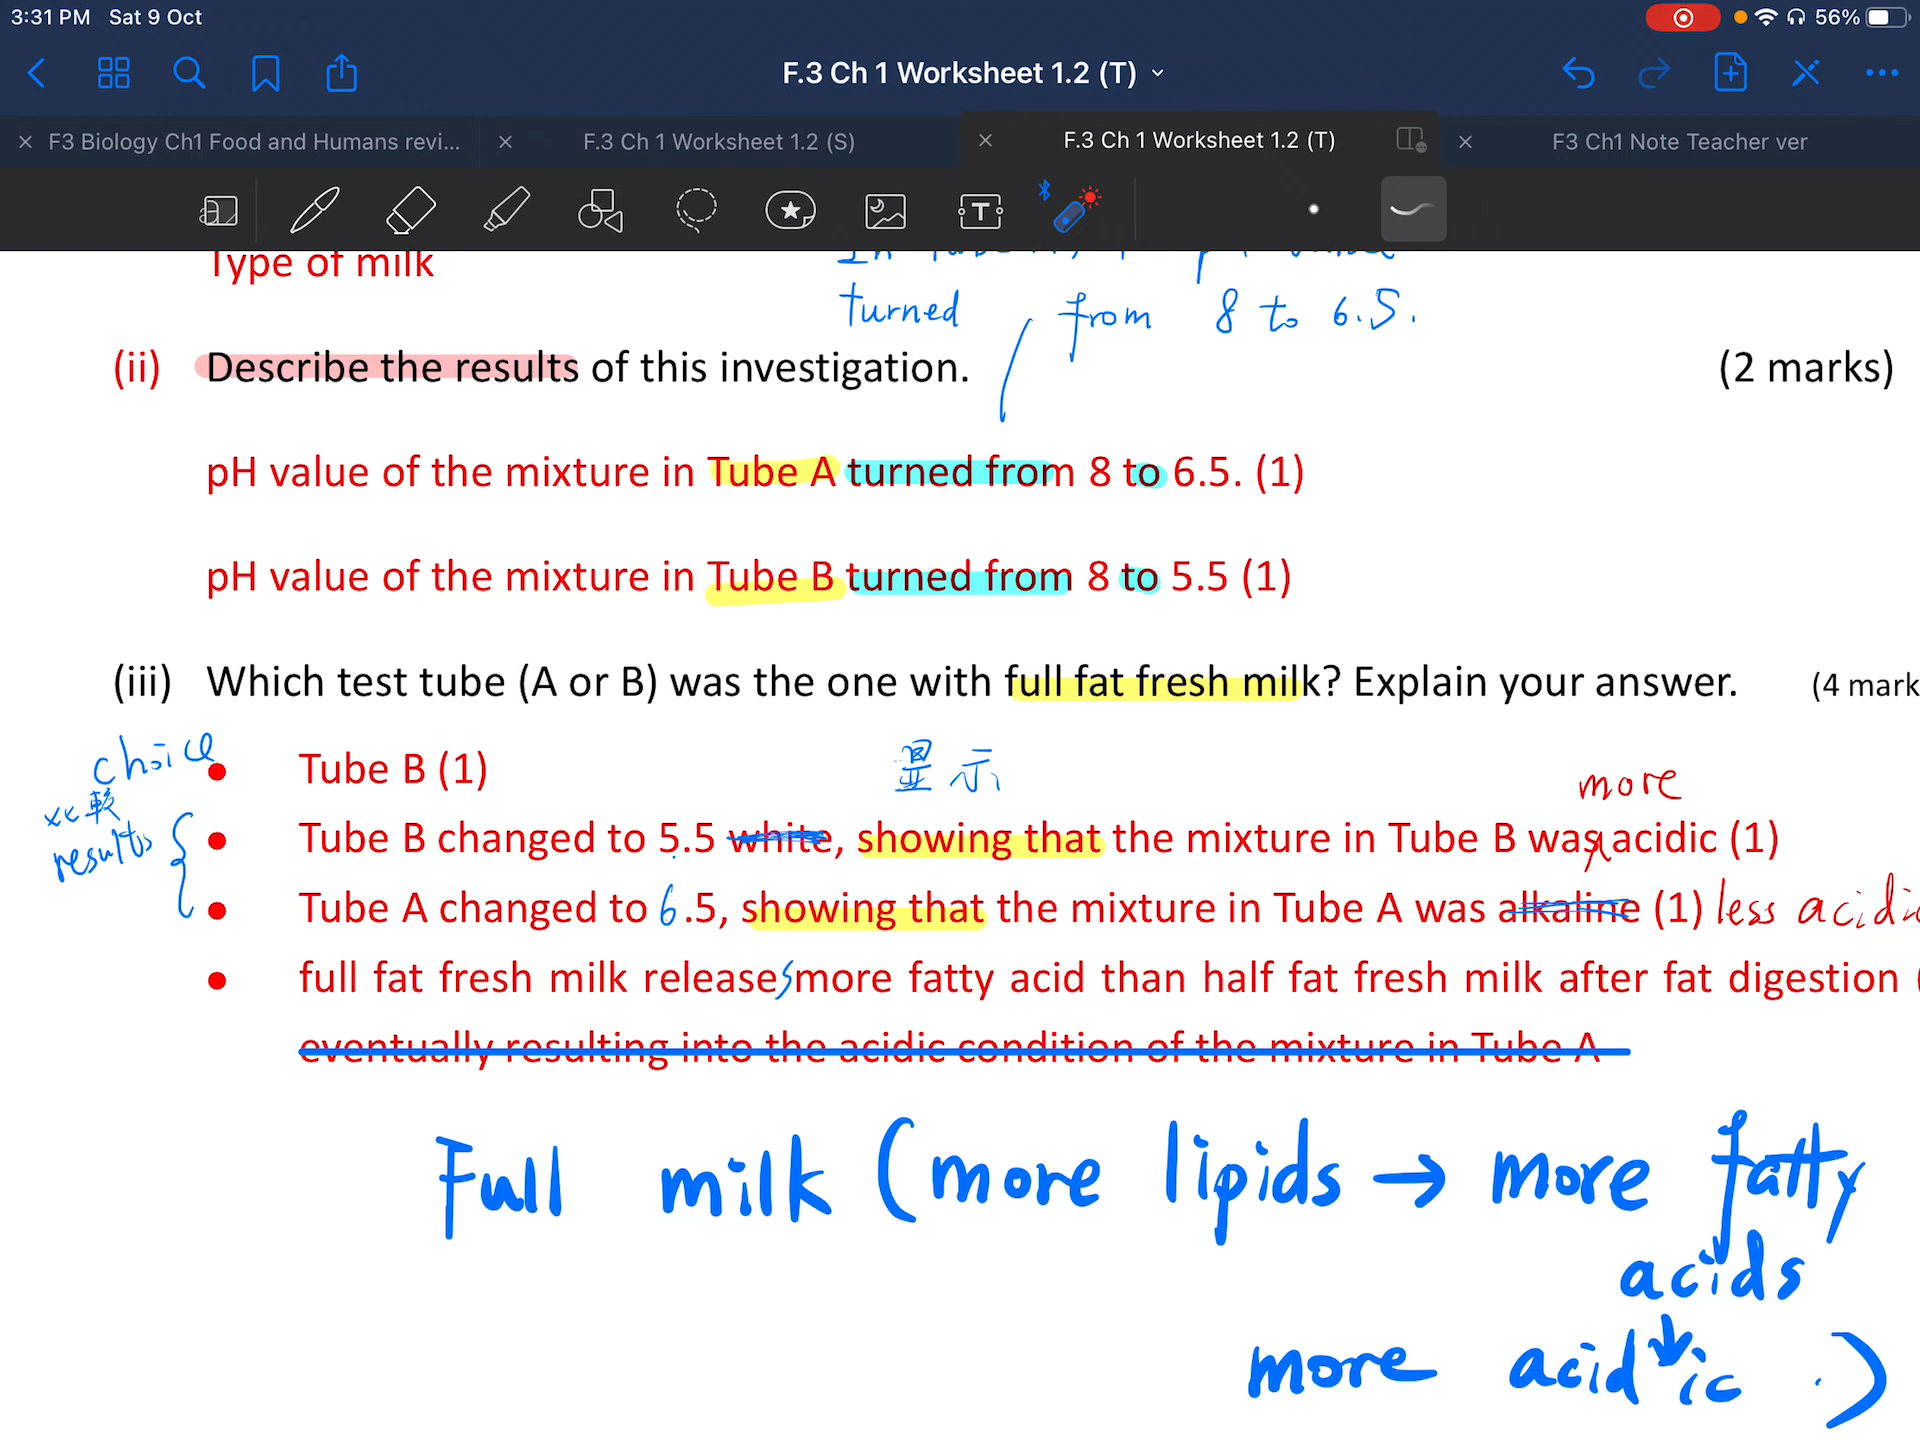 3:31 PM Sat 9 Oct
56%
F.3 Ch 1 Worksheet 1.2 (T)
F3 Biology Ch1 Food and Humans revi...
F.3 Ch 1 Worksheet 1.2 (S)
F.3 Ch 1 Worksheet 1.2 (T)
F3 Ch1 Note Teacher ver
T
Type of milk
turned from 8 to 6.5.
(ii) Describe the results of this investigation. (2 marks)
pH value of the mixture in Tube A turned from 8 to 6.5. (1)
pH value of the mixture in Tube B turned from 8 to 5.5 (1)
(iii) Which test tube (A or B) was the one with full fat fresh milk? Explain your answer. (4 mark
choice
• Tube B (1)
显示
more
比較
results
• Tube B changed to 5.5 white, showing that the mixture in Tube B was acidic (1)
• Tube A changed to 6.5, showing that the mixture in Tube A was alkaline (1) less acidic
• full fat fresh milk releases more fatty acid than half fat fresh milk after fat digestion (
eventually resulting into the acidic condition of the mixture in Tube A
Full milk (more lipids → more fatty
acids
more acidic .)